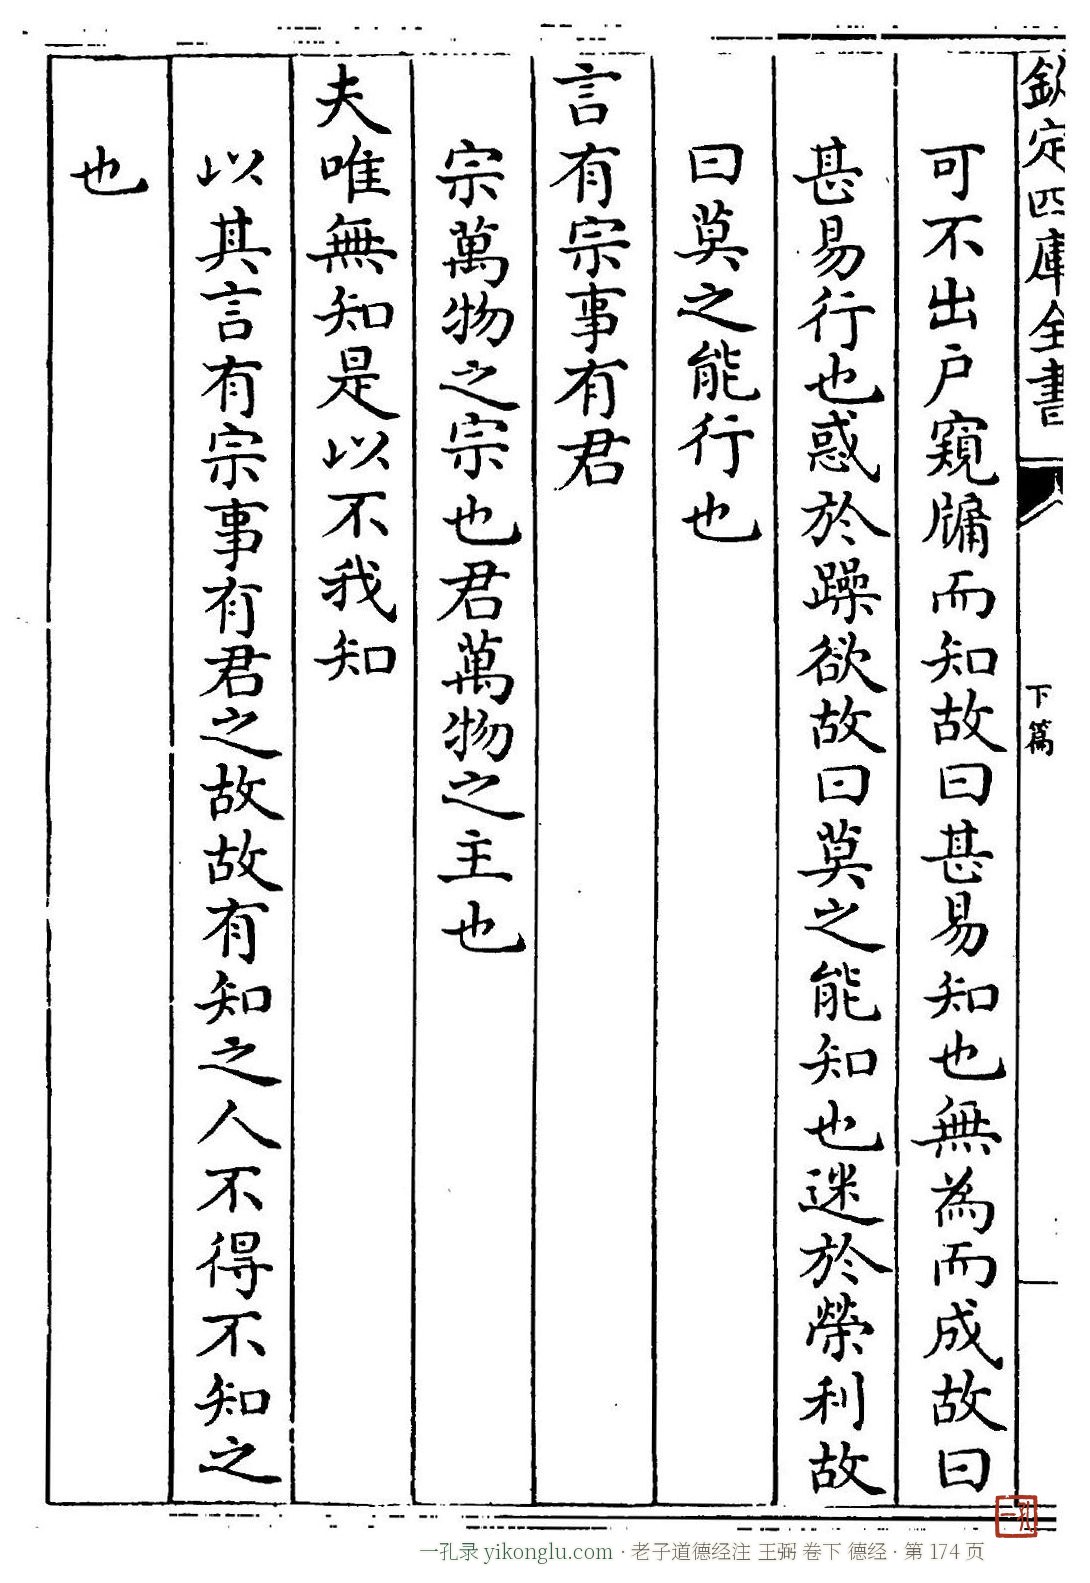 欽定四庫全書
下篇
可不出户窺牖而知故曰甚易知也無為而成故曰
甚易行也惑於躁欲故曰莫之能知也迷於榮利故
曰莫之能行也
言有宗事有君
宗萬物之宗也君萬物之主也
夫唯無知是以不我知
以其言有宗事有君之故故有知之人不得不知之
也
一孔
一孔录 yikonglu.com · 老子道德经注 王弼 卷下 德经 · 第 174 页